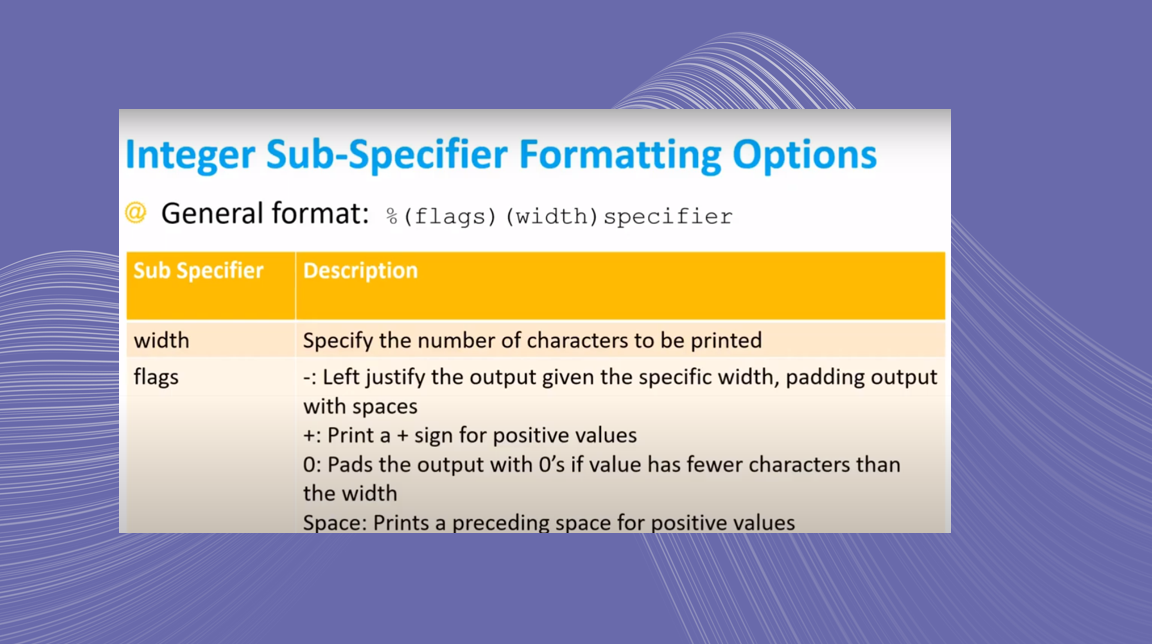 Integer Sub-Specifier Formatting Options
@ General format: %(flags)(width)specifier
Sub Specifier Description
width Specify the number of characters to be printed
flags -: Left justify the output given the specific width, padding output
with spaces
+: Print a + sign for positive values
0: Pads the output with 0’s if value has fewer characters than
the width
Space: Prints a preceding space for positive values